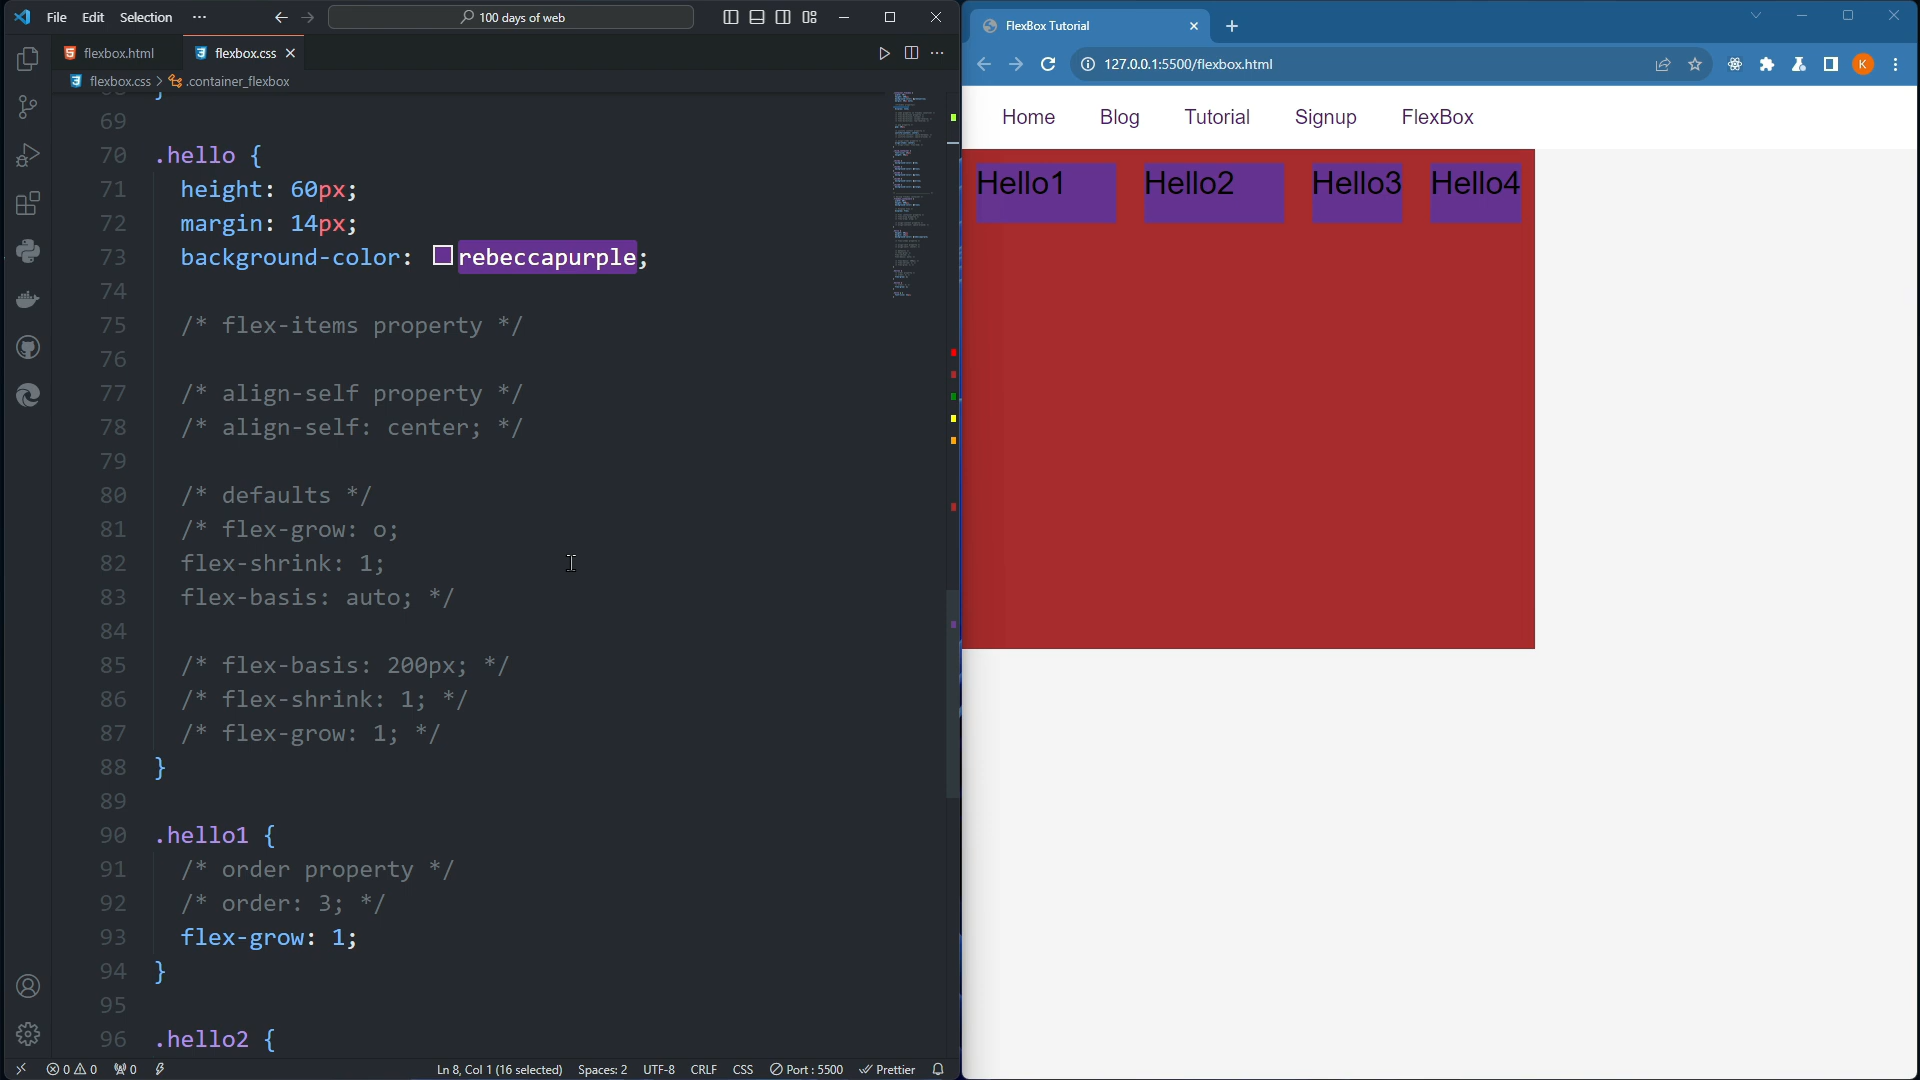 File Edit Selection ··· 100 days of web
flexbox.html flexbox.css
flexbox.css > .container_flexbox
69
70 .hello {
71 height: 60px;
72 margin: 14px;
73 background-color: rebeccapurple;
74
75 /* flex-items property */
76
77 /* align-self property */
78 /* align-self: center; */
79
80 /* defaults */
81 /* flex-grow: o;
82 flex-shrink: 1;
83 flex-basis: auto; */
84
85 /* flex-basis: 200px; */
86 /* flex-shrink: 1; */
87 /* flex-grow: 1; */
88 }
89
90 .hello1 {
91 /* order property */
92 /* order: 3; */
93 flex-grow: 1;
94 }
95
96 .hello2 {
0 0 0 Ln 8, Col 1 (16 selected) Spaces: 2 UTF-8 CRLF CSS Port : 5500 Prettier
FlexBox Tutorial
127.0.0.1:5500/flexbox.html K
Home Blog Tutorial Signup FlexBox
Hello1 Hello2 Hello3 Hello4